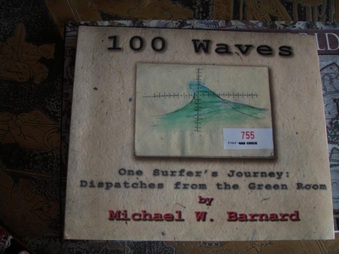 100 Waves
755
One Surfer's Journey:
Dispatches from the Green Room
by
Michael W. Barnard